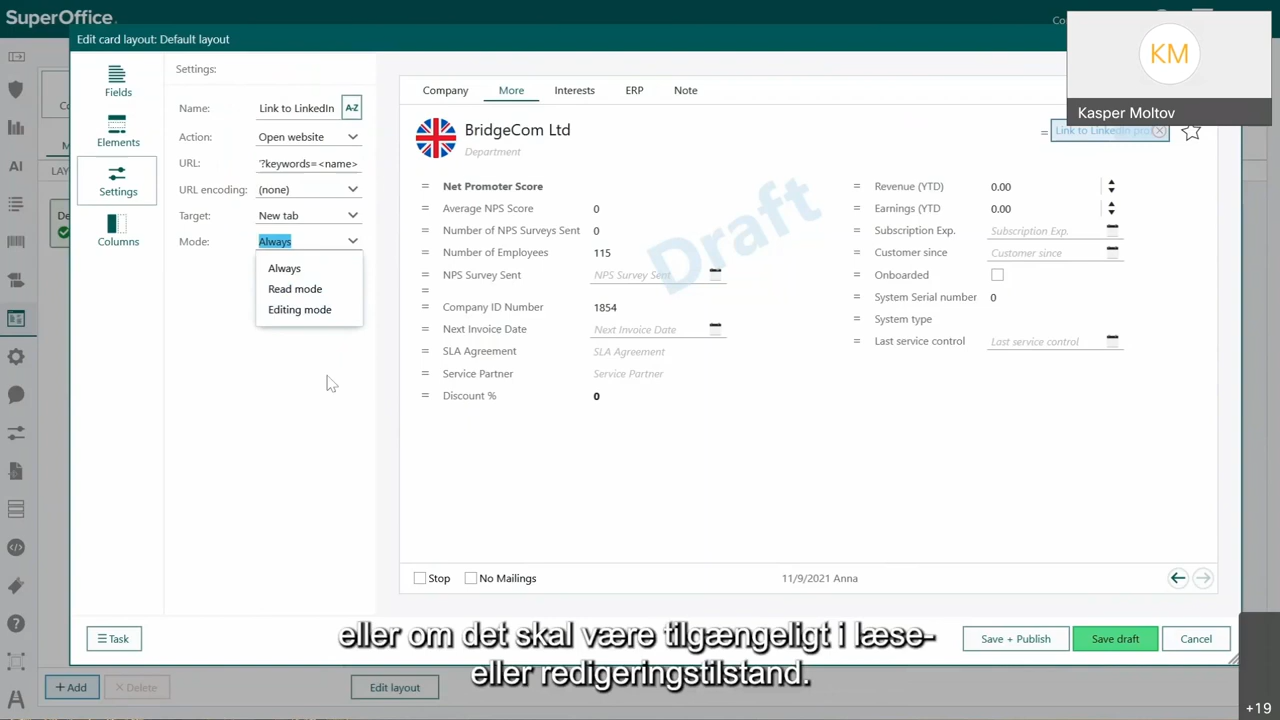 SuperOffice
Edit card layout: Default layout
KM
Kasper Moltov
Fields
Elements
Settings
Columns
Settings:
Name: Link to LinkedIn A-Z
Action: Open website
URL: '?keywords=<name>
URL encoding: (none)
Target: New tab
Mode: Always
Always
Read mode
Editing mode
Company More Interests ERP Note
BridgeCom Ltd
Department
Draft
= Net Promoter Score
= Average NPS Score 0
= Number of NPS Surveys Sent 0
= Number of Employees 115
= NPS Survey Sent NPS Survey Sent
=
= Company ID Number 1854
= Next Invoice Date Next Invoice Date
= SLA Agreement SLA Agreement
= Service Partner Service Partner
= Discount % 0
= Link to LinkedIn
= Revenue (YTD) 0.00
= Earnings (YTD 0.00
= Subscription Exp. Subscription Exp.
= Customer since Customer since
= Onboarded
= System Serial number 0
= System type
= Last service control Last service control
Stop No Mailings
11/9/2021 Anna
Task
Save + Publish Save draft Cancel
eller om det skal være tilgængeligt i læse-
eller redigeringstilstand.
+ Add × Delete Edit layout
AI
+19